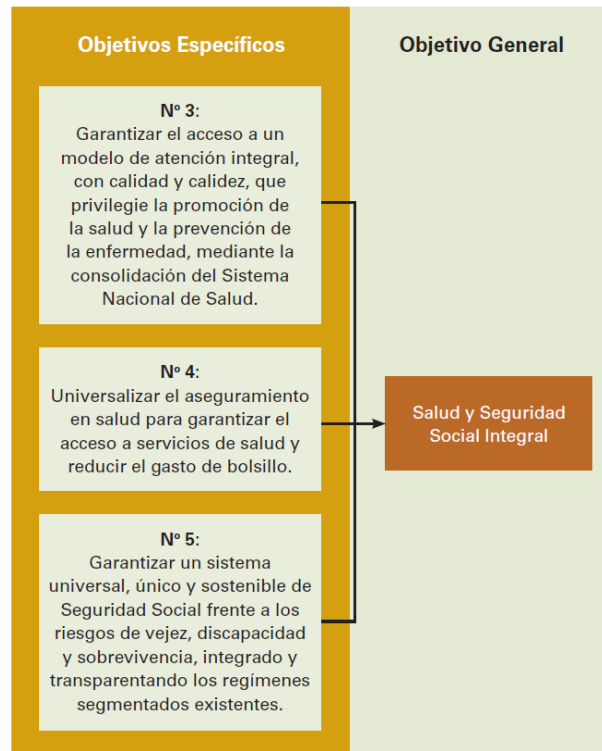 Objetivos Específicos
Objetivo General
Nº 3:
Garantizar el acceso a un
modelo de atención integral,
con calidad y calidez, que
privilegie la promoción de
la salud y la prevención de
la enfermedad, mediante la
consolidación del Sistema
Nacional de Salud.
Nº 4:
Universalizar el aseguramiento
en salud para garantizar el
acceso a servicios de salud y
reducir el gasto de bolsillo.
Nº 5:
Garantizar un sistema
universal, único y sostenible de
Seguridad Social frente a los
riesgos de vejez, discapacidad
y sobrevivencia, integrado y
transparentando los regímenes
segmentados existentes.
Salud y Seguridad
Social Integral